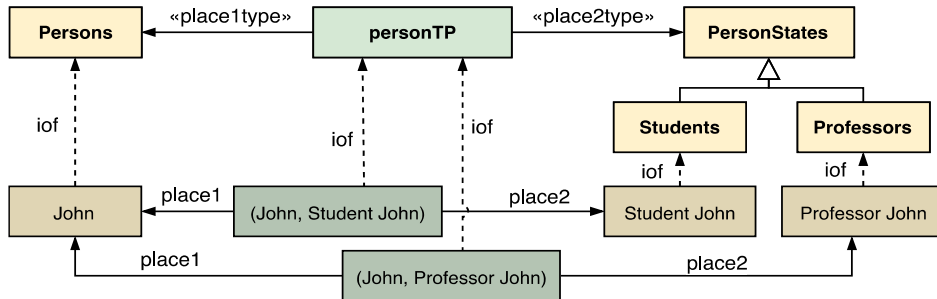 «place1type»
«place2type»
Persons
personTP
PersonStates
iof
iof
iof
Students
Professors
iof
iof
John
place1
(John, Student John)
place2
Student John
Professor John
place1
(John, Professor John)
place2